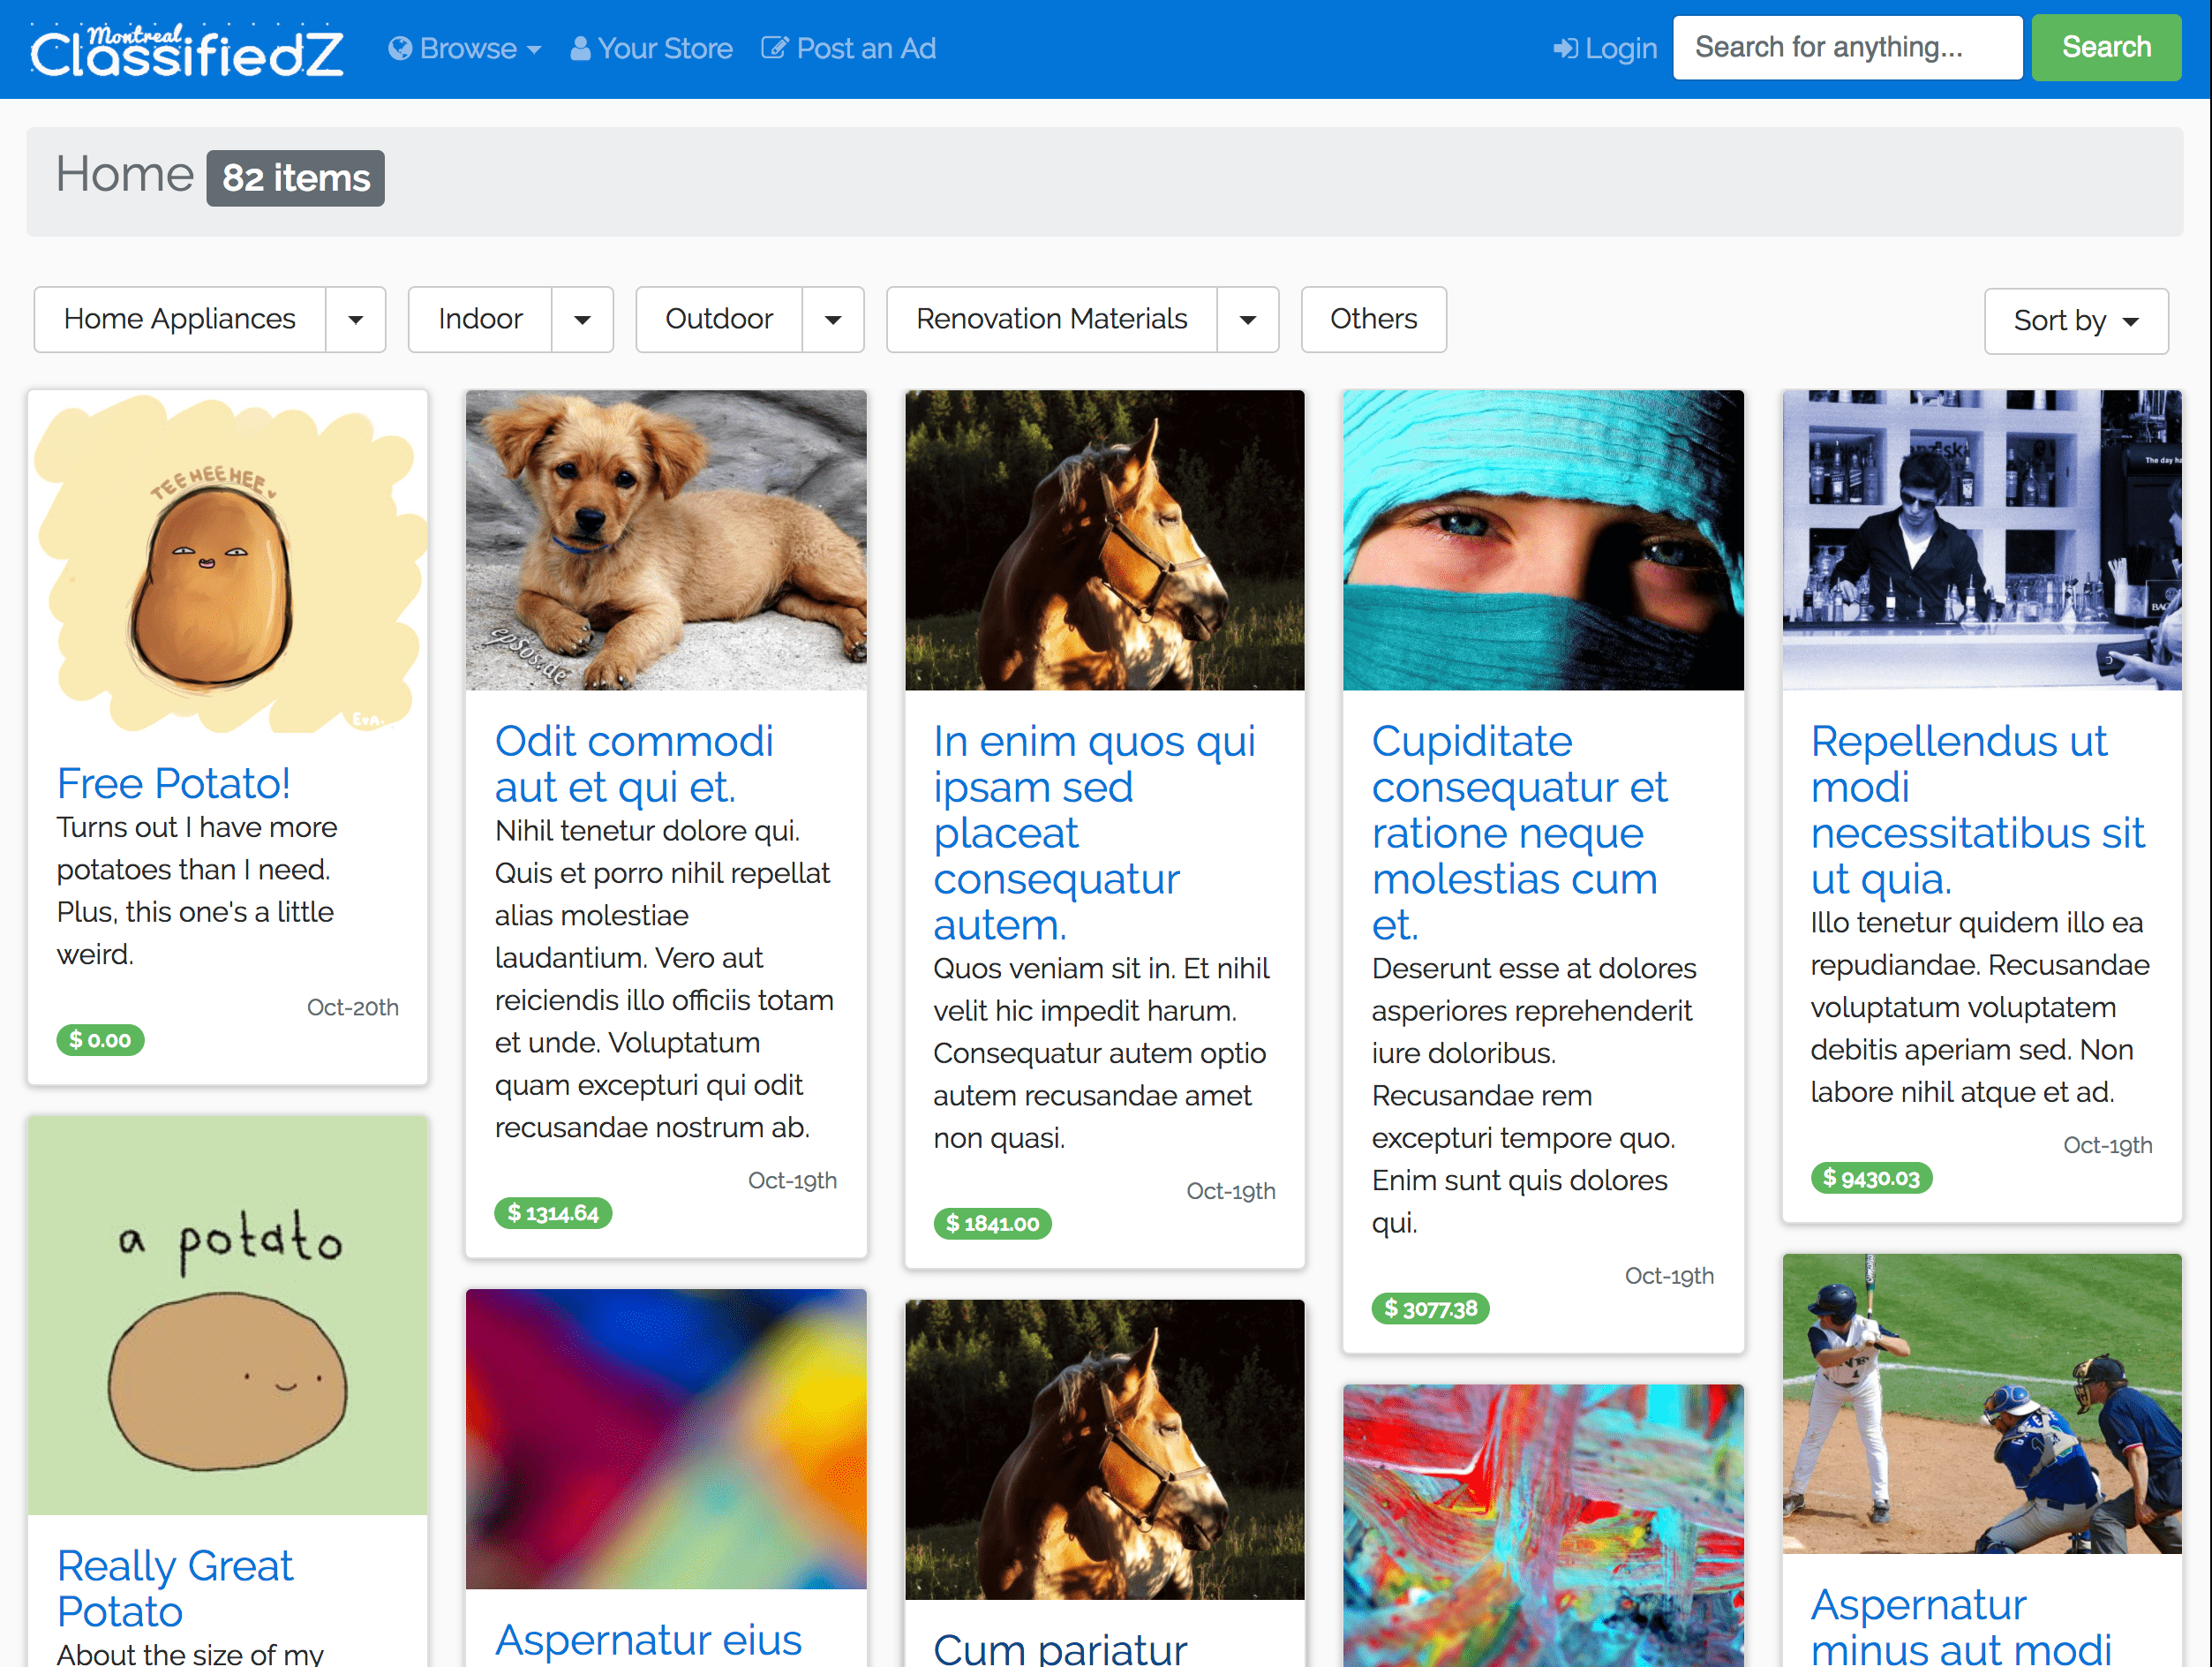 Montreal
ClassifiedZ
Browse
Your Store
Post an Ad
Login
Search for anything...
Search
Home
82 items
Home Appliances
Indoor
Outdoor
Renovation Materials
Others
Sort by
TEE HEE HEE
EVA.
Free Potato!
Turns out I have more
potatoes than I need.
Plus, this one's a little
weird.
Oct-20th
$ 0.00
a potato
Really Great
Potato
About the size of my
epSos.de
Odit commodi
aut et qui et.
Nihil tenetur dolore qui.
Quis et porro nihil repellat
alias molestiae
laudantium. Vero aut
reiciendis illo officiis totam
et unde. Voluptatum
quam excepturi qui odit
recusandae nostrum ab.
Oct-19th
$ 1314.64
Aspernatur eius
In enim quos qui
ipsam sed
placeat
consequatur
autem.
Quos veniam sit in. Et nihil
velit hic impedit harum.
Consequatur autem optio
autem recusandae amet
non quasi.
Oct-19th
$ 1841.00
Cum pariatur
Cupiditate
consequatur et
ratione neque
molestias cum
et.
Deserunt esse at dolores
asperiores reprehenderit
iure doloribus.
Recusandae rem
excepturi tempore quo.
Enim sunt quis dolores
qui.
Oct-19th
$ 3077.38
The day ha
Repellendus ut
modi
necessitatibus sit
ut quia.
Illo tenetur quidem illo ea
repudiandae. Recusandae
voluptatum voluptatem
debitis aperiam sed. Non
labore nihil atque et ad.
Oct-19th
$ 9430.03
Aspernatur
minus aut modi